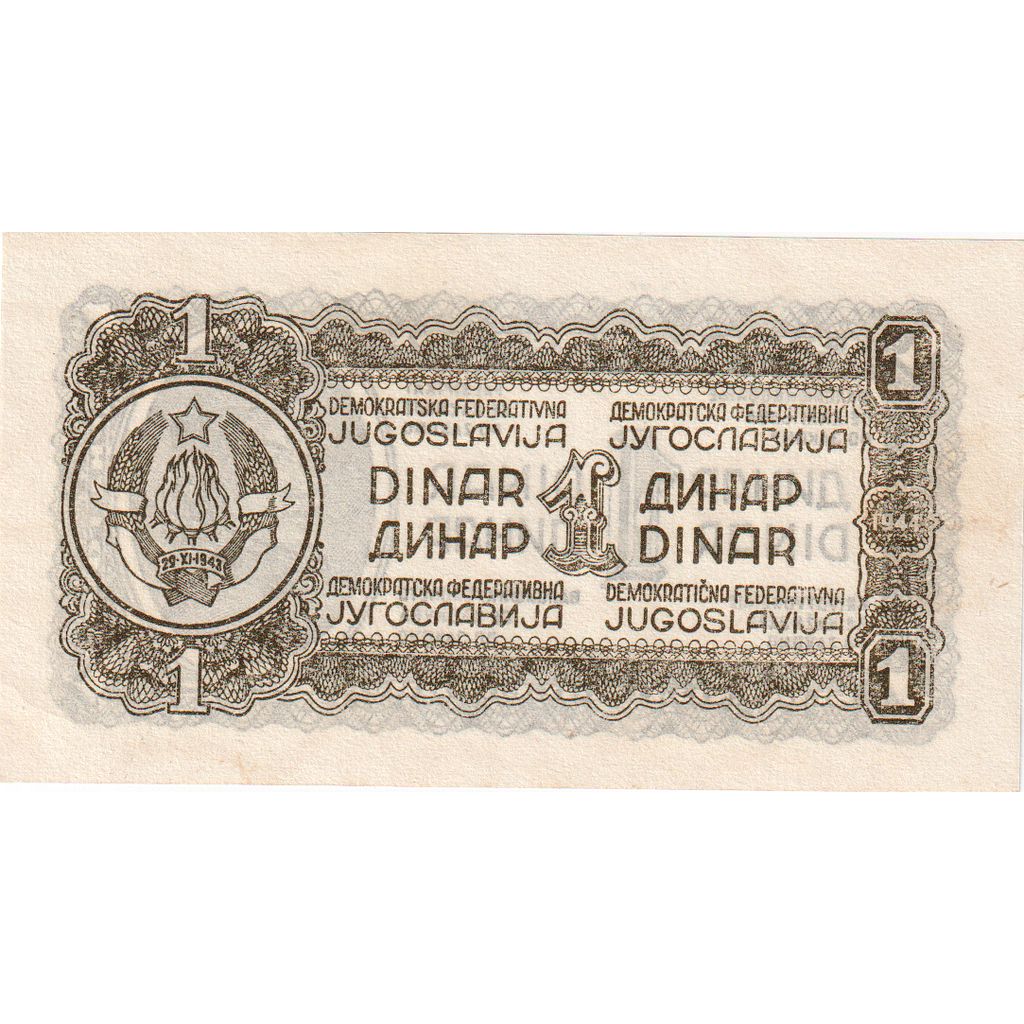 1
1
DEMOKRATSKA FEDERATIVNA
JUGOSLAVIJA
ДЕМОКРАТСКА ФЕДЕРАТИВНА
ЈУГОСЛАВИЈА
DINAR
ДИНАР
1
ДИНАР
DINAR
29·XI·1943
ДЕМОКРАТСКА ФЕДЕРАТИВНА
ЈУГОСЛАВИЈА
DEMOKRATIČNA FEDERATIVNA
JUGOSLAVIJA
1
1